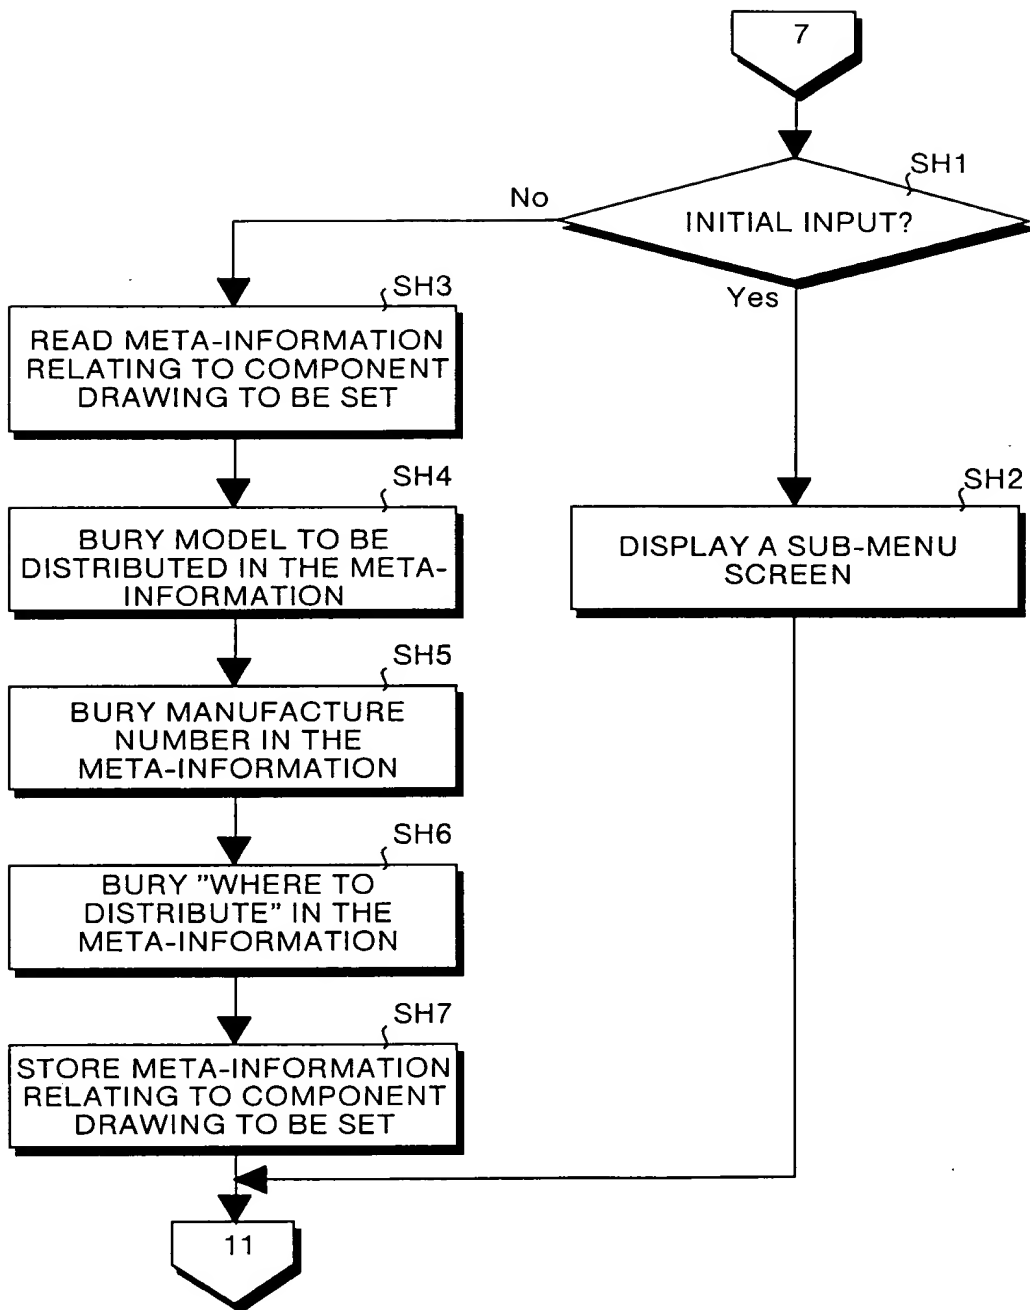 7
SH1
INITIAL INPUT?
No
Yes
SH3
READ META-INFORMATION
RELATING TO COMPONENT
DRAWING TO BE SET
SH4
BURY MODEL TO BE
DISTRIBUTED IN THE META-
INFORMATION
SH2
DISPLAY A SUB-MENU
SCREEN
SH5
BURY MANUFACTURE
NUMBER IN THE
META-INFORMATION
SH6
BURY "WHERE TO
DISTRIBUTE" IN THE
META-INFORMATION
SH7
STORE META-INFORMATION
RELATING TO COMPONENT
DRAWING TO BE SET
11